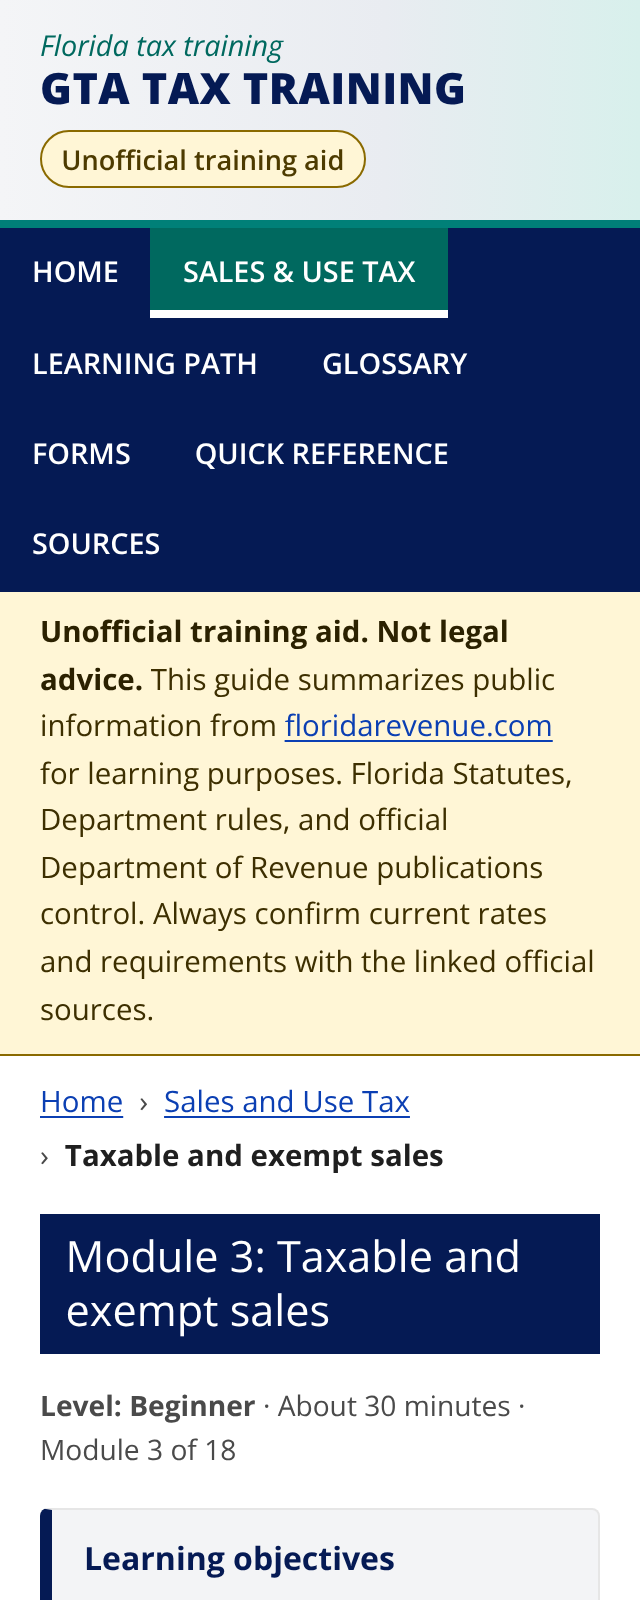 Florida tax training
GTA TAX TRAINING
Unofficial training aid
HOME SALES & USE TAX
LEARNING PATH GLOSSARY
FORMS QUICK REFERENCE
SOURCES
Unofficial training aid. Not legal
advice. This guide summarizes public
information from floridarevenue.com
for learning purposes. Florida Statutes,
Department rules, and official
Department of Revenue publications
control. Always confirm current rates
and requirements with the linked official
sources.
Home › Sales and Use Tax
› Taxable and exempt sales
Module 3: Taxable and
exempt sales
Level: Beginner · About 30 minutes ·
Module 3 of 18
Learning objectives